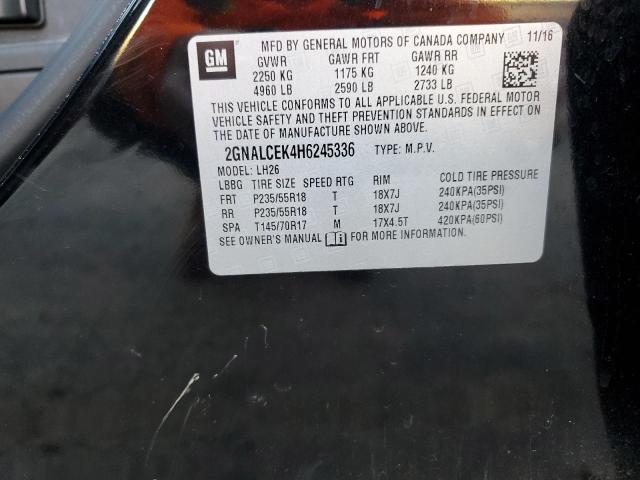 GM MFD BY GENERAL MOTORS OF CANADA COMPANY 11/16
GVWR GAWR FRT GAWR RR
2250 KG 1175 KG 1240 KG
4960 LB 2590 LB 2733 LB
THIS VEHICLE CONFORMS TO ALL APPLICABLE U.S. FEDERAL MOTOR
VEHICLE SAFETY AND THEFT PREVENTION STANDARDS IN EFFECT ON
THE DATE OF MANUFACTURE SHOWN ABOVE.
2GNALCEK4H6245336 TYPE: M.P.V.
MODEL: LH26
LBBG TIRE SIZE SPEED RTG RIM COLD TIRE PRESSURE
FRT P235/55R18 T 18X7J 240KPA(35PSI)
RR P235/55R18 T 18X7J 240KPA(35PSI)
SPA T145/70R17 M 17X4.5T 420KPA(60PSI)
SEE OWNER'S MANUAL FOR MORE INFORMATION